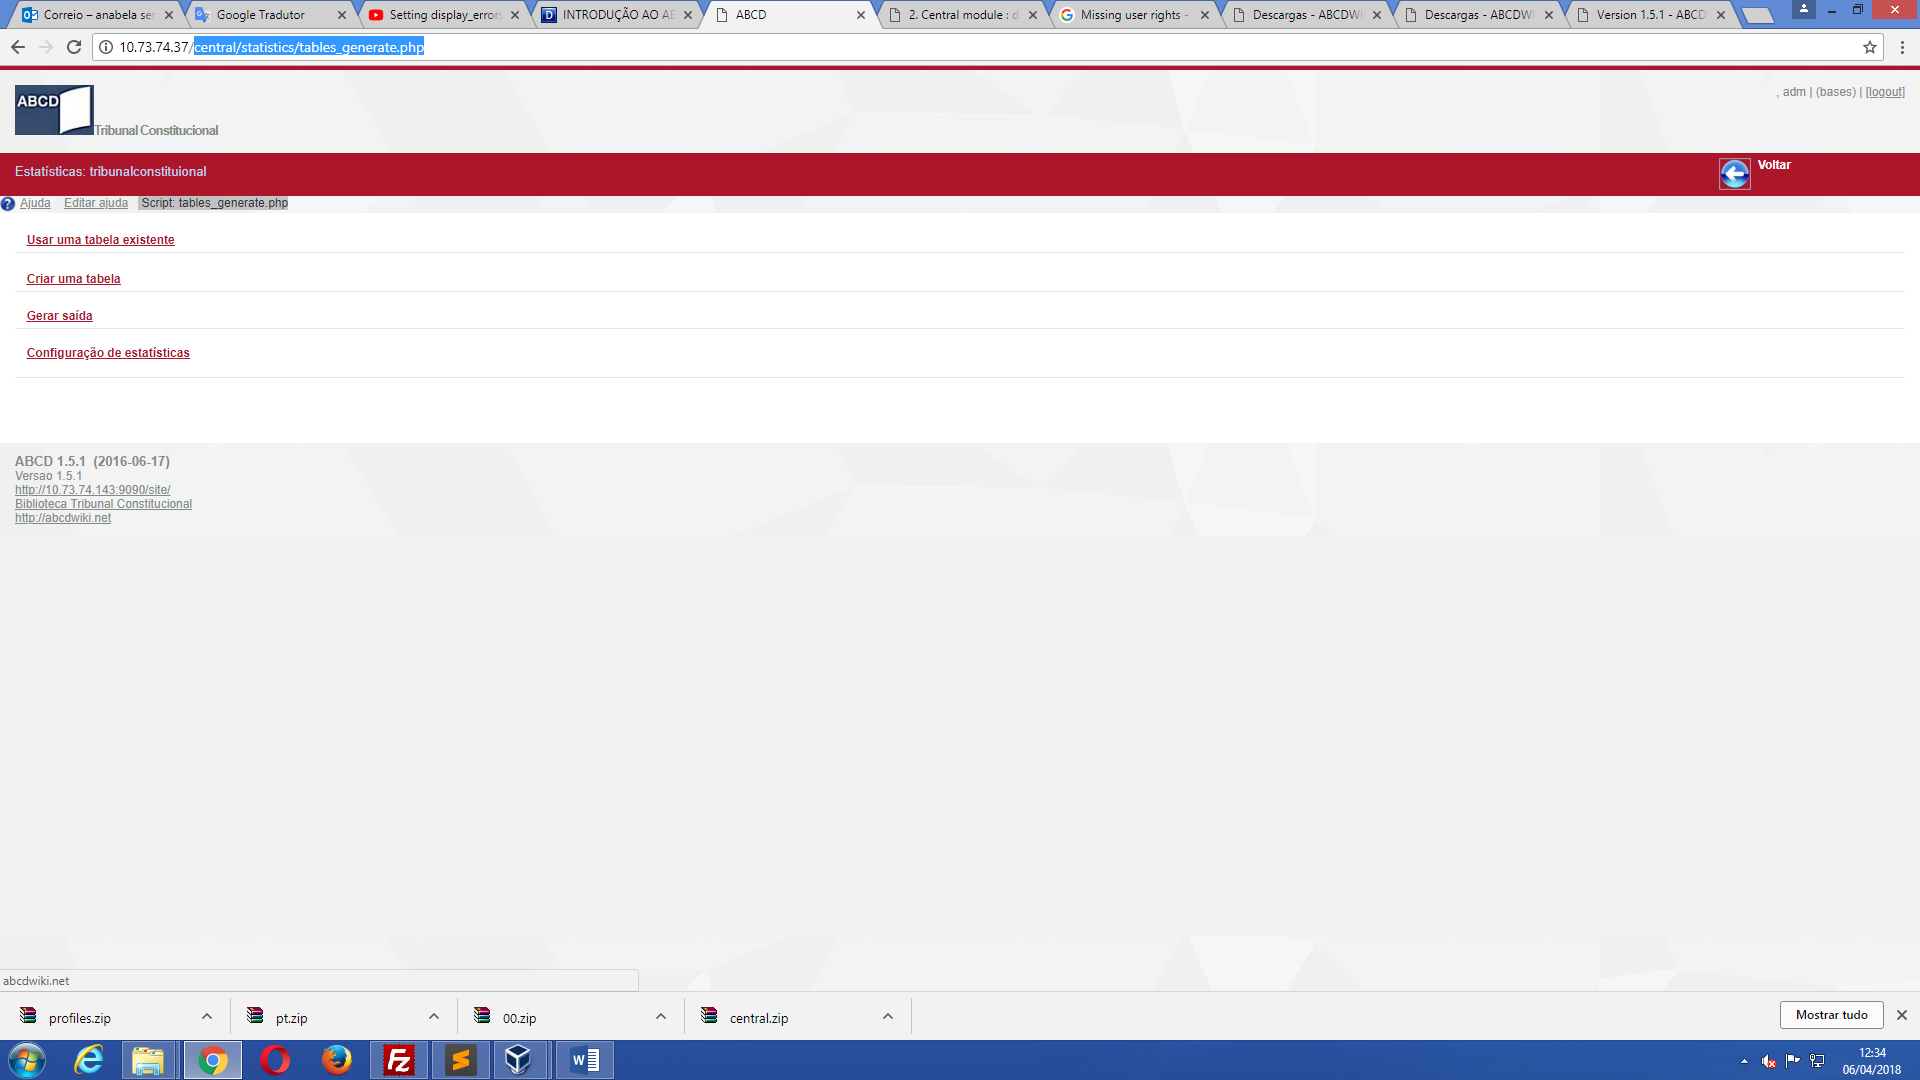 Correio – anabela se
Google Tradutor
Setting display_errors
INTRODUÇÃO AO AB
ABCD
2. Central module : d
Missing user rights -
Descargas - ABCDWI
Descargas - ABCDWI
Version 1.5.1 - ABCD
10.73.74.37/central/statistics/tables_generate.php
ABCD
Tribunal Constitucional
, adm | (bases) | [logout]
Estatísticas: tribunalconstituional
Voltar
Ajuda Editar ajuda Script: tables_generate.php
Usar uma tabela existente
Criar uma tabela
Gerar saída
Configuração de estatísticas
ABCD 1.5.1 (2016-06-17)
Versao 1.5.1
http://10.73.74.143:9090/site/
Biblioteca Tribunal Constitucional
http://abcdwiki.net
abcdwiki.net
profiles.zip
pt.zip
00.zip
central.zip
Mostrar tudo
12:34
06/04/2018